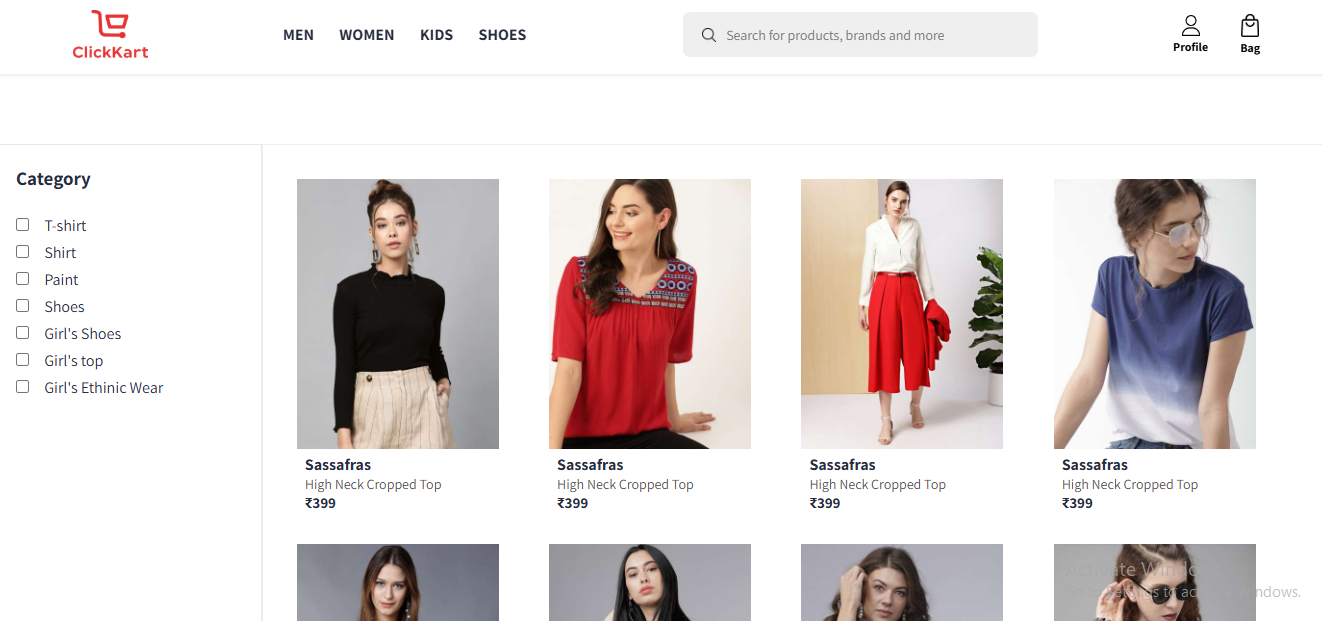 ClickKart
MEN WOMEN KIDS SHOES
Search for products, brands and more
Profile
Bag
Category
T-shirt
Shirt
Paint
Shoes
Girl's Shoes
Girl's top
Girl's Ethinic Wear
Sassafras
High Neck Cropped Top
₹399
Sassafras
High Neck Cropped Top
₹399
Sassafras
High Neck Cropped Top
₹399
Sassafras
High Neck Cropped Top
₹399
Activate Windows
Go to Settings to activate Windows.